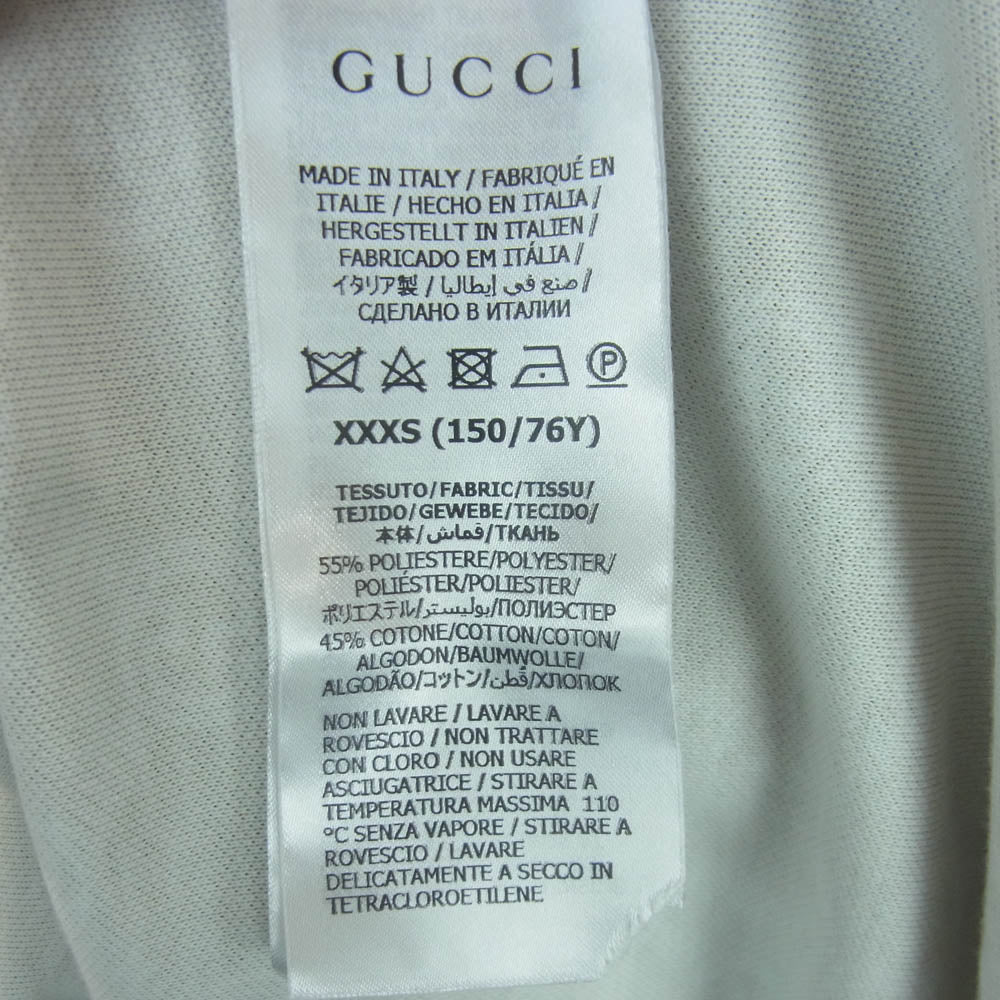 GUCCI
MADE IN ITALY / FABRIQUÉ EN
ITALIE / HECHO EN ITALIA /
HERGESTELLT IN ITALIEN /
FABRICADO EM ITÁLIA /
イタリア製 / صنع في إيطاليا /
СДЕЛАНО В ИТАЛИИ
P
XXXS (150/76Y)
TESSUTO/FABRIC/TISSU/
TEJIDO/GEWEBE/TECIDO/
本体/قماش/ТКАНЬ
55% POLIESTERE/POLYESTER/
POLIÉSTER/POLIESTER/
ポリエステル/بوليستر/ПОЛИЭСТЕР
45% COTONE/COTTON/COTON/
ALGODON/BAUMWOLLE/
ALGODÃO/コットン/قطن/ХЛОПОК
NON LAVARE / LAVARE A
ROVESCIO / NON TRATTARE
CON CLORO / NON USARE
ASCIUGATRICE / STIRARE A
TEMPERATURA MASSIMA 110
°C SENZA VAPORE / STIRARE A
ROVESCIO / LAVARE
DELICATAMENTE A SECCO IN
TETRACLOROETILENE